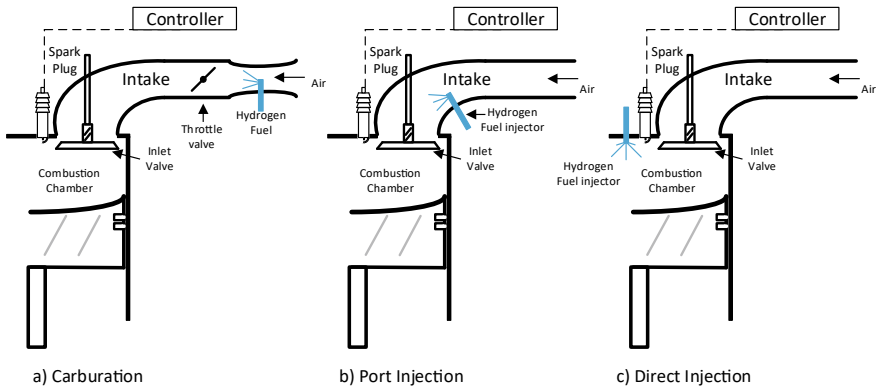 Controller
Spark
Plug
Intake
Air
Throttle
valve
Hydrogen
Fuel
Inlet
Valve
Combustion
Chamber
a) Carburation
Controller
Spark
Plug
Intake
Air
Hydrogen
Fuel injector
Inlet
Valve
Combustion
Chamber
b) Port Injection
Controller
Spark
Plug
Intake
Air
Hydrogen
Fuel injector
Inlet
Valve
Combustion
Chamber
c) Direct Injection